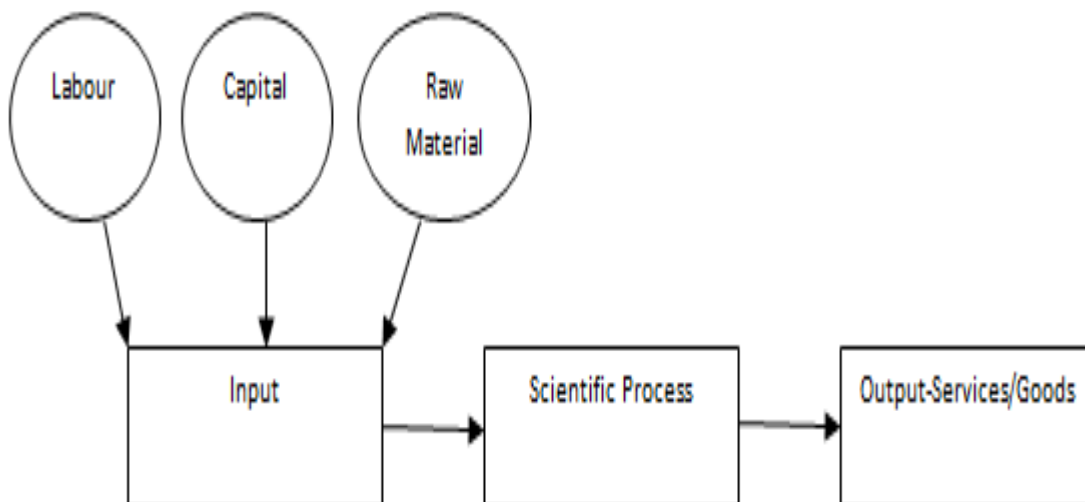 Labour
Capital
Raw
Material
Input
Scientific Process
Output-Services/Goods